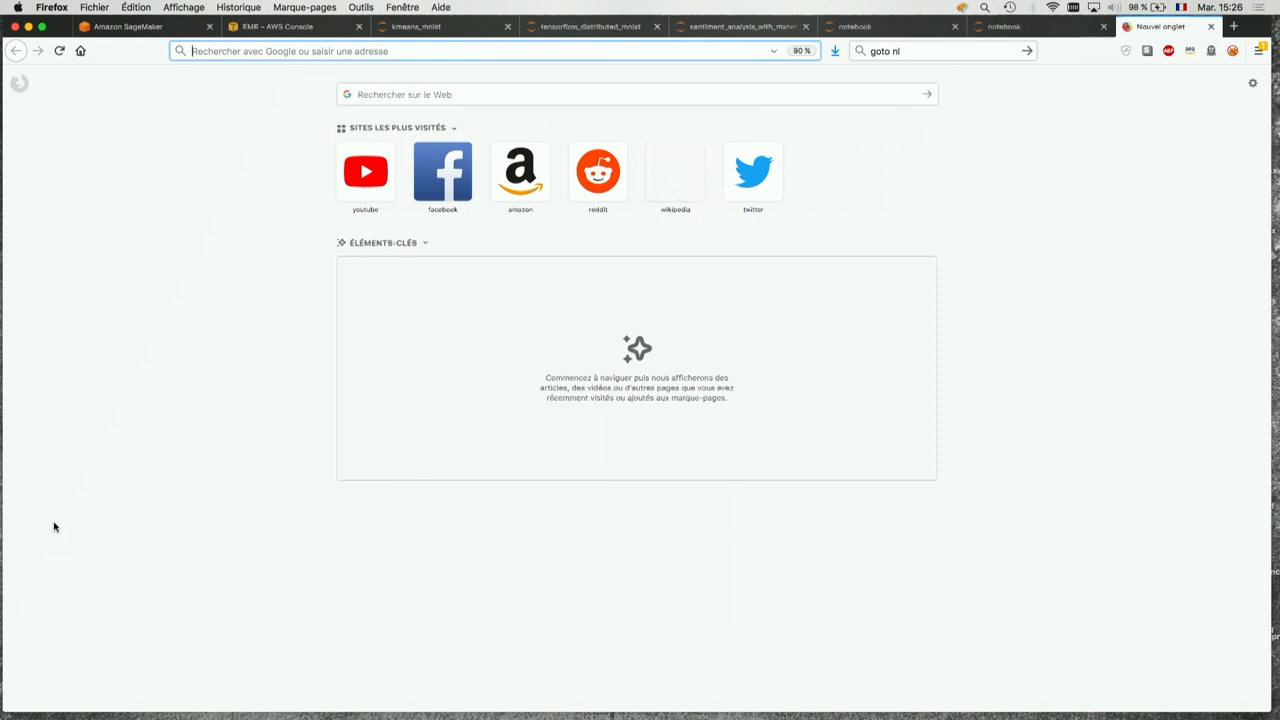 Firefox Fichier Édition Affichage Historique Marque-pages Outils Fenêtre Aide 98 % Mar. 15:26
Amazon SageMaker EMR – AWS Console kmeans_mnist tensorflow_distributed_mnist sentiment_analysis_with_mxnet notebook notebook Nouvel onglet
Rechercher avec Google ou saisir une adresse 90 % goto nl
Rechercher sur le Web
SITES LES PLUS VISITÉS
youtube facebook amazon reddit wikipedia twitter
ÉLÉMENTS-CLÉS
Commencez à naviguer puis nous afficherons des
articles, des vidéos ou d'autres pages que vous avez
récemment visités ou ajoutés aux marque-pages.